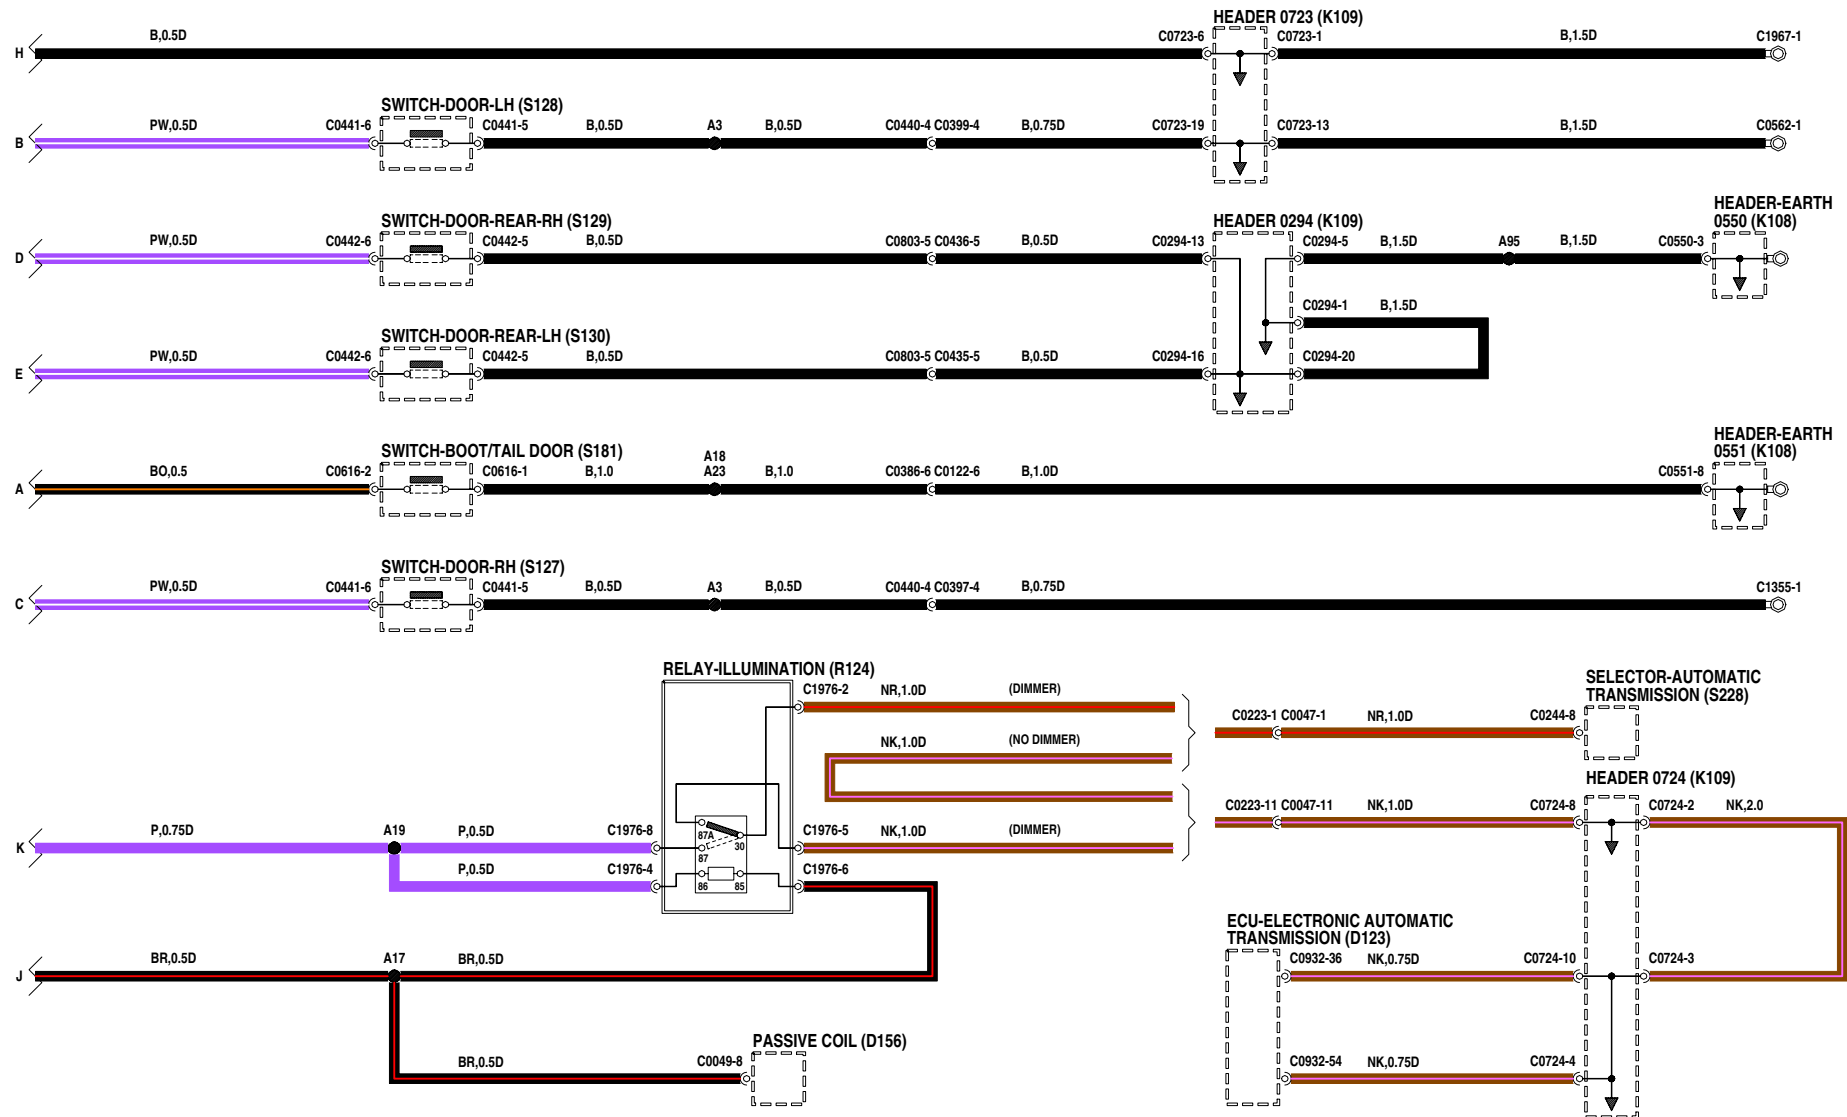 HEADER 0723 (K109)
H
B,0.5D
C0723-6
C0723-1
B,1.5D
C1967-1
SWITCH-DOOR-LH (S128)
B
PW,0.5D
C0441-6
C0441-5
B,0.5D
A3
B,0.5D
C0440-4 C0399-4
B,0.75D
C0723-19
C0723-13
B,1.5D
C0562-1
SWITCH-DOOR-REAR-RH (S129)
HEADER 0294 (K109)
HEADER-EARTH
0550 (K108)
D
PW,0.5D
C0442-6
C0442-5
B,0.5D
C0803-5 C0436-5
B,0.5D
C0294-13
C0294-5
B,1.5D
A95
B,1.5D
C0550-3
C0294-1
B,1.5D
SWITCH-DOOR-REAR-LH (S130)
E
PW,0.5D
C0442-6
C0442-5
B,0.5D
C0803-5 C0435-5
B,0.5D
C0294-16
C0294-20
SWITCH-BOOT/TAIL DOOR (S181)
HEADER-EARTH
0551 (K108)
A
BO,0.5
C0616-2
C0616-1
B,1.0
A18
A23
B,1.0
C0386-6 C0122-6
B,1.0D
C0551-8
SWITCH-DOOR-RH (S127)
C
PW,0.5D
C0441-6
C0441-5
B,0.5D
A3
B,0.5D
C0440-4 C0397-4
B,0.75D
C1355-1
RELAY-ILLUMINATION (R124)
SELECTOR-AUTOMATIC
TRANSMISSION (S228)
C1976-2
NR,1.0D
(DIMMER)
C0223-1 C0047-1
NR,1.0D
C0244-8
NK,1.0D
(NO DIMMER)
HEADER 0724 (K109)
C0223-11 C0047-11
NK,1.0D
C0724-8
C0724-2
NK,2.0
K
P,0.75D
A19
P,0.5D
C1976-8
87A
30
87
C1976-5
NK,1.0D
(DIMMER)
P,0.5D
C1976-4
86
85
C1976-6
ECU-ELECTRONIC AUTOMATIC
TRANSMISSION (D123)
J
BR,0.5D
A17
BR,0.5D
C0932-36
NK,0.75D
C0724-10
C0724-3
PASSIVE COIL (D156)
BR,0.5D
C0049-8
C0932-54
NK,0.75D
C0724-4